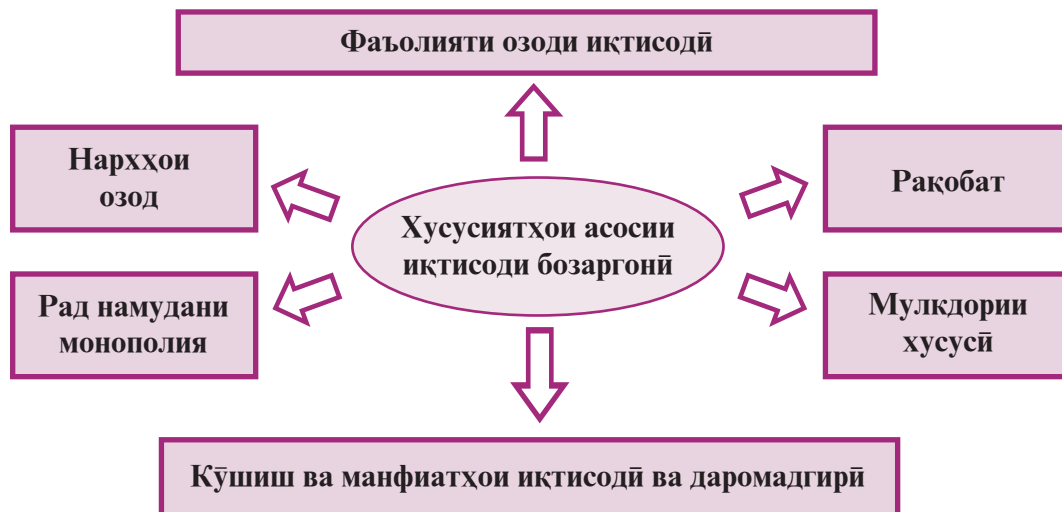 Фаъолияти озоди иқтисодӣ
Нархҳои
озод
Рақобат
Хусусиятҳои асосии
иқтисоди бозаргонӣ
Рад намудани
монополия
Мулкдории
хусусӣ
Кӯшиш ва манфиатҳои иқтисодӣ ва даромадгирӣ